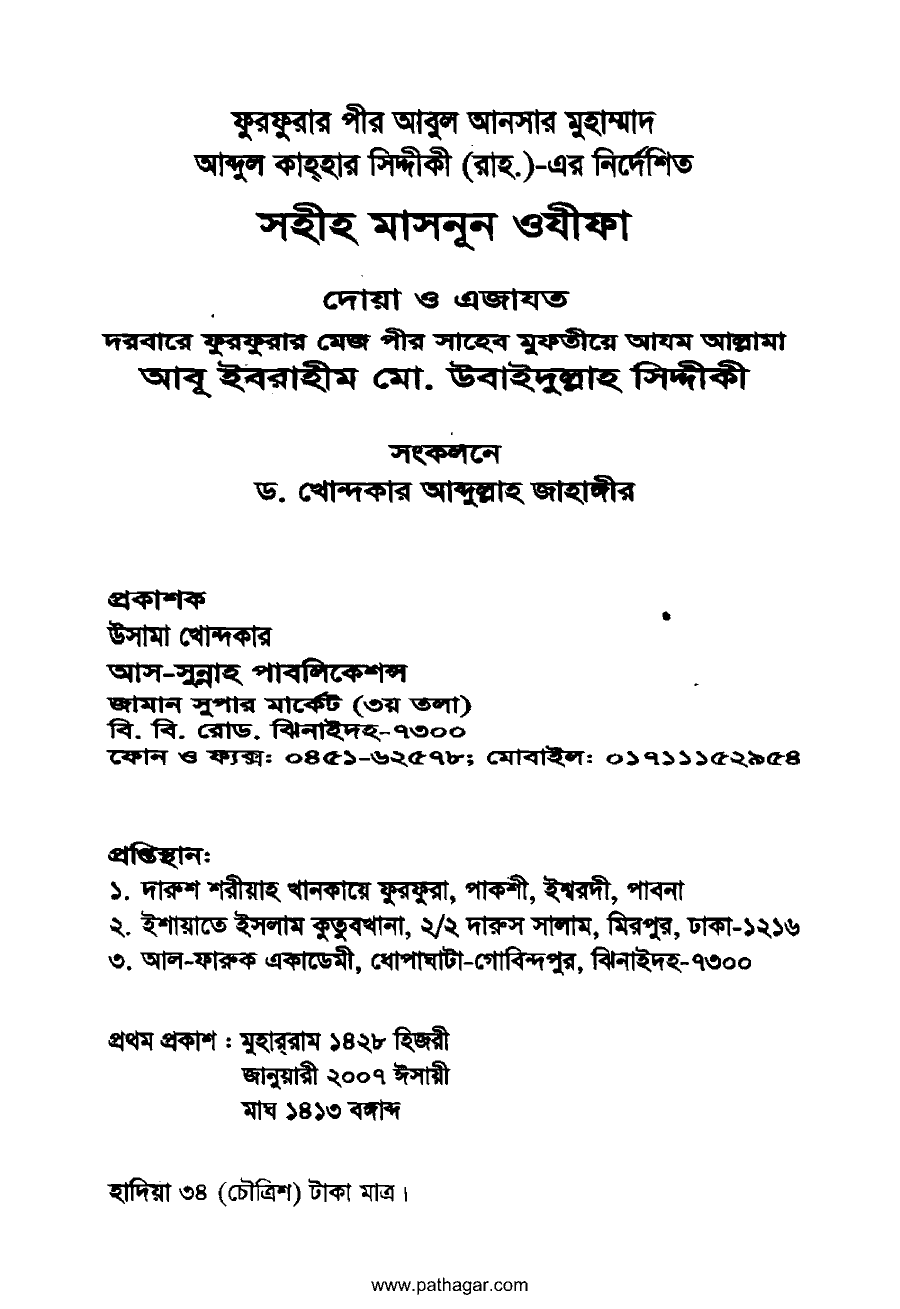 ফুরফুরার পীর আবুল আনসার মুহাম্মাদ
আব্দুল কাহ্হার সিদ্দীকী (রাহ.)-এর নির্দেশিত
সহীহ মাসনূন ওযীফা
দোয়া ও এজাযত
দরবারে ফুরফুরার মেজ পীর সাহেব মুফতীয়ে আযম আল্লামা
আবূ ইবরাহীম মো. উবাইদুল্লাহ সিদ্দীকী
সংকলনে
ড. খোন্দকার আব্দুল্লাহ জাহাঙ্গীর
প্রকাশক
উসামা খোন্দকার
আস-সুন্নাহ পাবলিকেশন্স
জামান সুপার মার্কেট (৩য় তলা)
বি. বি. রোড. ঝিনাইদহ-৭৩০০
ফোন ও ফ্যক্স: ০৪৫১-৬২৫৭৮; মোবাইল: ০১৭১১১৫২৯৫৪
প্রপ্তিস্থান:
১. দারুশ শরীয়াহ খানকায়ে ফুরফুরা, পাকশী, ইশ্বরদী, পাবনা
২. ইশায়াতে ইসলাম কুতুবখানা, ২/২ দারুস সালাম, মিরপুর, ঢাকা-১২১৬
৩. আল-ফারুক একাডেমী, ধোপাঘাটা-গোবিন্দপুর, ঝিনাইদহ-৭৩০০
প্রথম প্রকাশ : মুহার্‌রাম ১৪২৮ হিজরী
জানুয়ারী ২০০৭ ঈসায়ী
মাঘ ১৪১৩ বঙ্গাব্দ
হাদিয়া ৩৪ (চৌত্রিশ) টাকা মাত্র।
www.pathagar.com